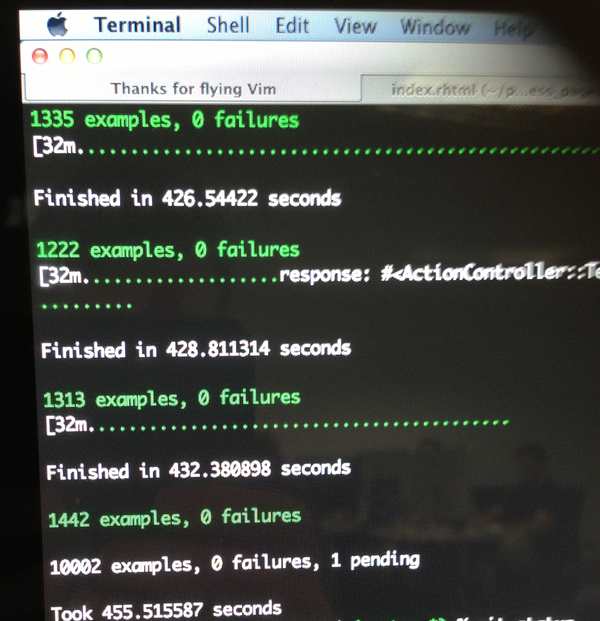 Terminal Shell Edit View Window Help
Thanks for flying Vim index.rhtml (~/p...ess_page
1335 examples, 0 failures
[32m..............................................
Finished in 426.54422 seconds
1222 examples, 0 failures
[32m..................response: #<ActionController::Te
.........
Finished in 428.811314 seconds
1313 examples, 0 failures
[32m.........................................
Finished in 432.380898 seconds
1442 examples, 0 failures
10002 examples, 0 failures, 1 pending
Took 455.515587 seconds